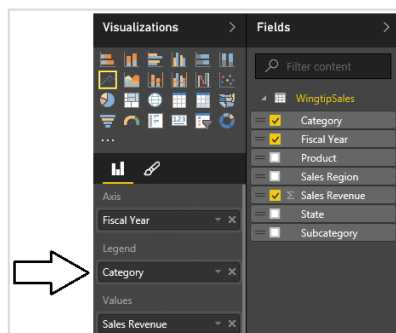 Visualizations
...
Axis
Fiscal Year
Legend
Category
Values
Sales Revenue
Fields
Filter content
WingtipSales
Category
Fiscal Year
Product
Sales Region
Σ Sales Revenue
State
Subcategory